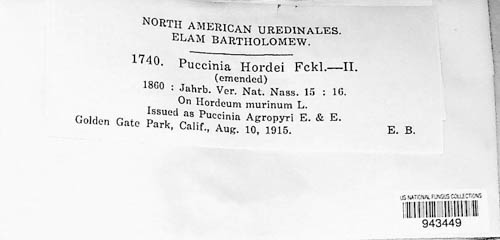 NORTH AMERICAN UREDINALES.
ELAM BARTHOLOMEW.
1740. Puccinia Hordei Fckl.—II.
(emended)
1860 : Jahrb. Ver. Nat. Nass. 15 : 16.
On Hordeum murinum L.
Issued as Puccinia Agropyri E. & E.
Golden Gate Park, Calif., Aug. 10, 1915. E. B.
US NATIONAL FUNGUS COLLECTIONS
943449